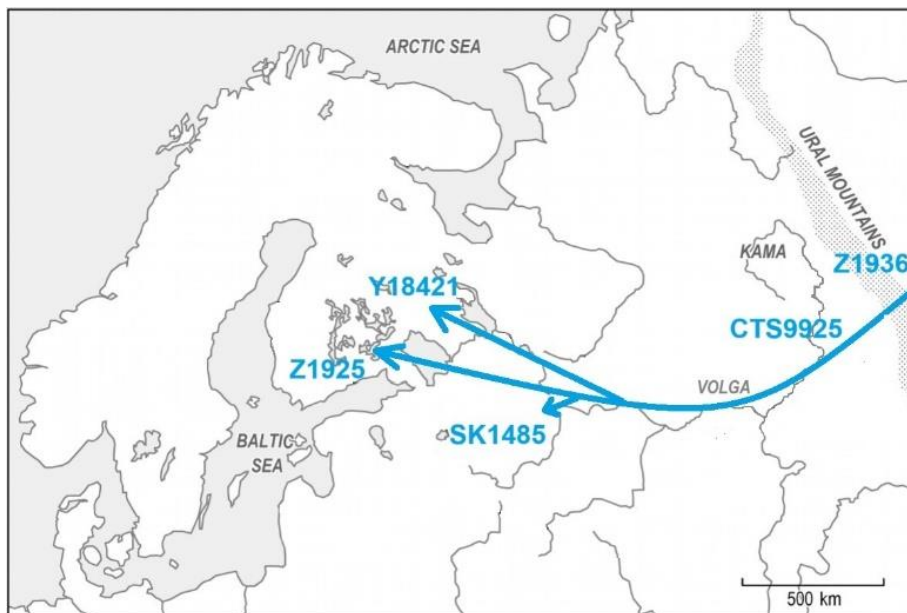 ARCTIC SEA
URAL MOUNTAINS
KAMA
Z1936
Y18421
CTS9925
Z1925
VOLGA
SK1485
BALTIC
SEA
500 km